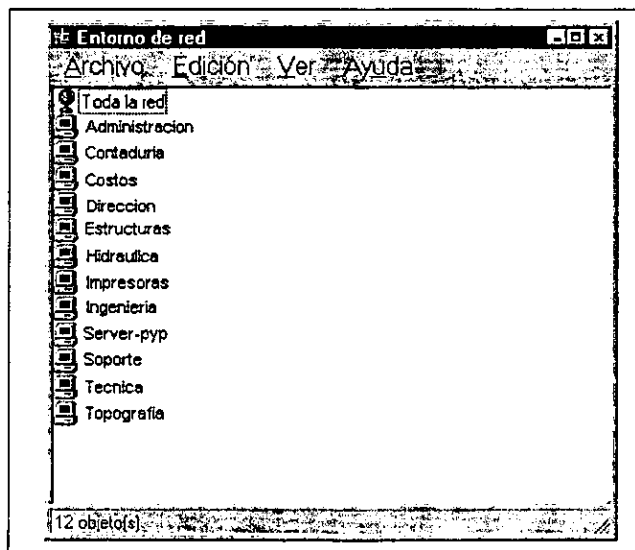 Entorno de red
Archivo Edición Ver Ayuda
Toda la red
Administracion
Contaduria
Costos
Direccion
Estructuras
Hidraulica
Impresoras
Ingenieria
Server-pyp
Soporte
Tecnica
Topografia
12 objeto(s)